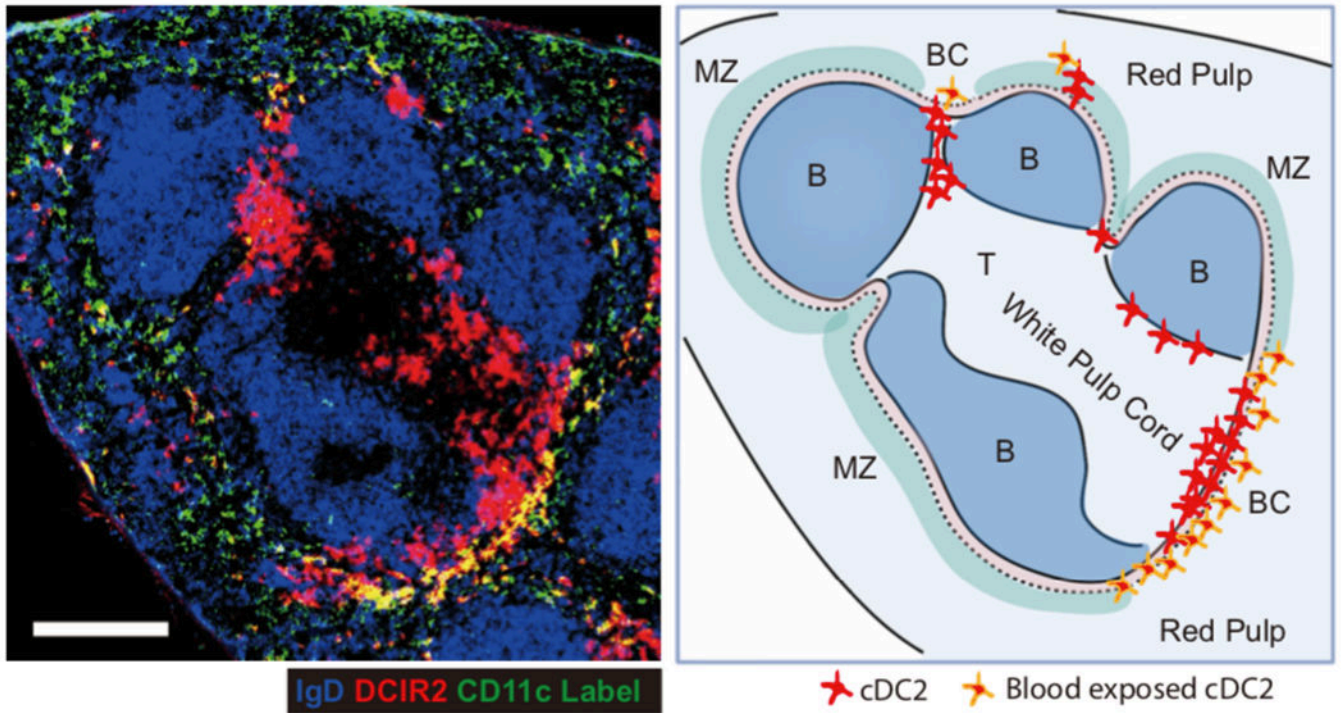 BC
MZ
Red Pulp
B
B
MZ
T
B
White Pulp Cord
B
MZ
BC
Red Pulp
IgD DCIR2 CD11c Label
cDC2
Blood exposed cDC2